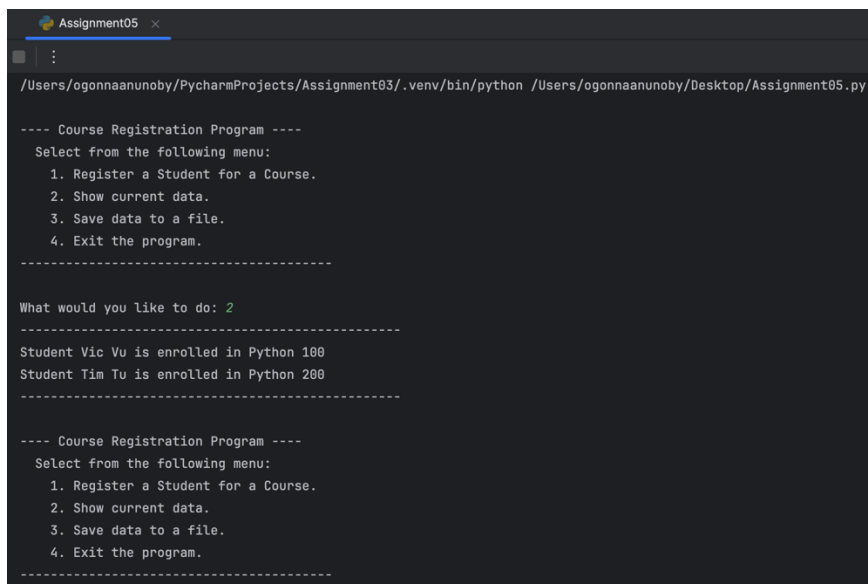 Assignment05
/Users/ogonnaanunoby/PycharmProjects/Assignment03/.venv/bin/python /Users/ogonnaanunoby/Desktop/Assignment05.py
---- Course Registration Program ----
Select from the following menu:
1. Register a Student for a Course.
2. Show current data.
3. Save data to a file.
4. Exit the program.
-----------------------------------------
What would you like to do: 2
--------------------------------------------------
Student Vic Vu is enrolled in Python 100
Student Tim Tu is enrolled in Python 200
--------------------------------------------------
---- Course Registration Program ----
Select from the following menu:
1. Register a Student for a Course.
2. Show current data.
3. Save data to a file.
4. Exit the program.
-----------------------------------------